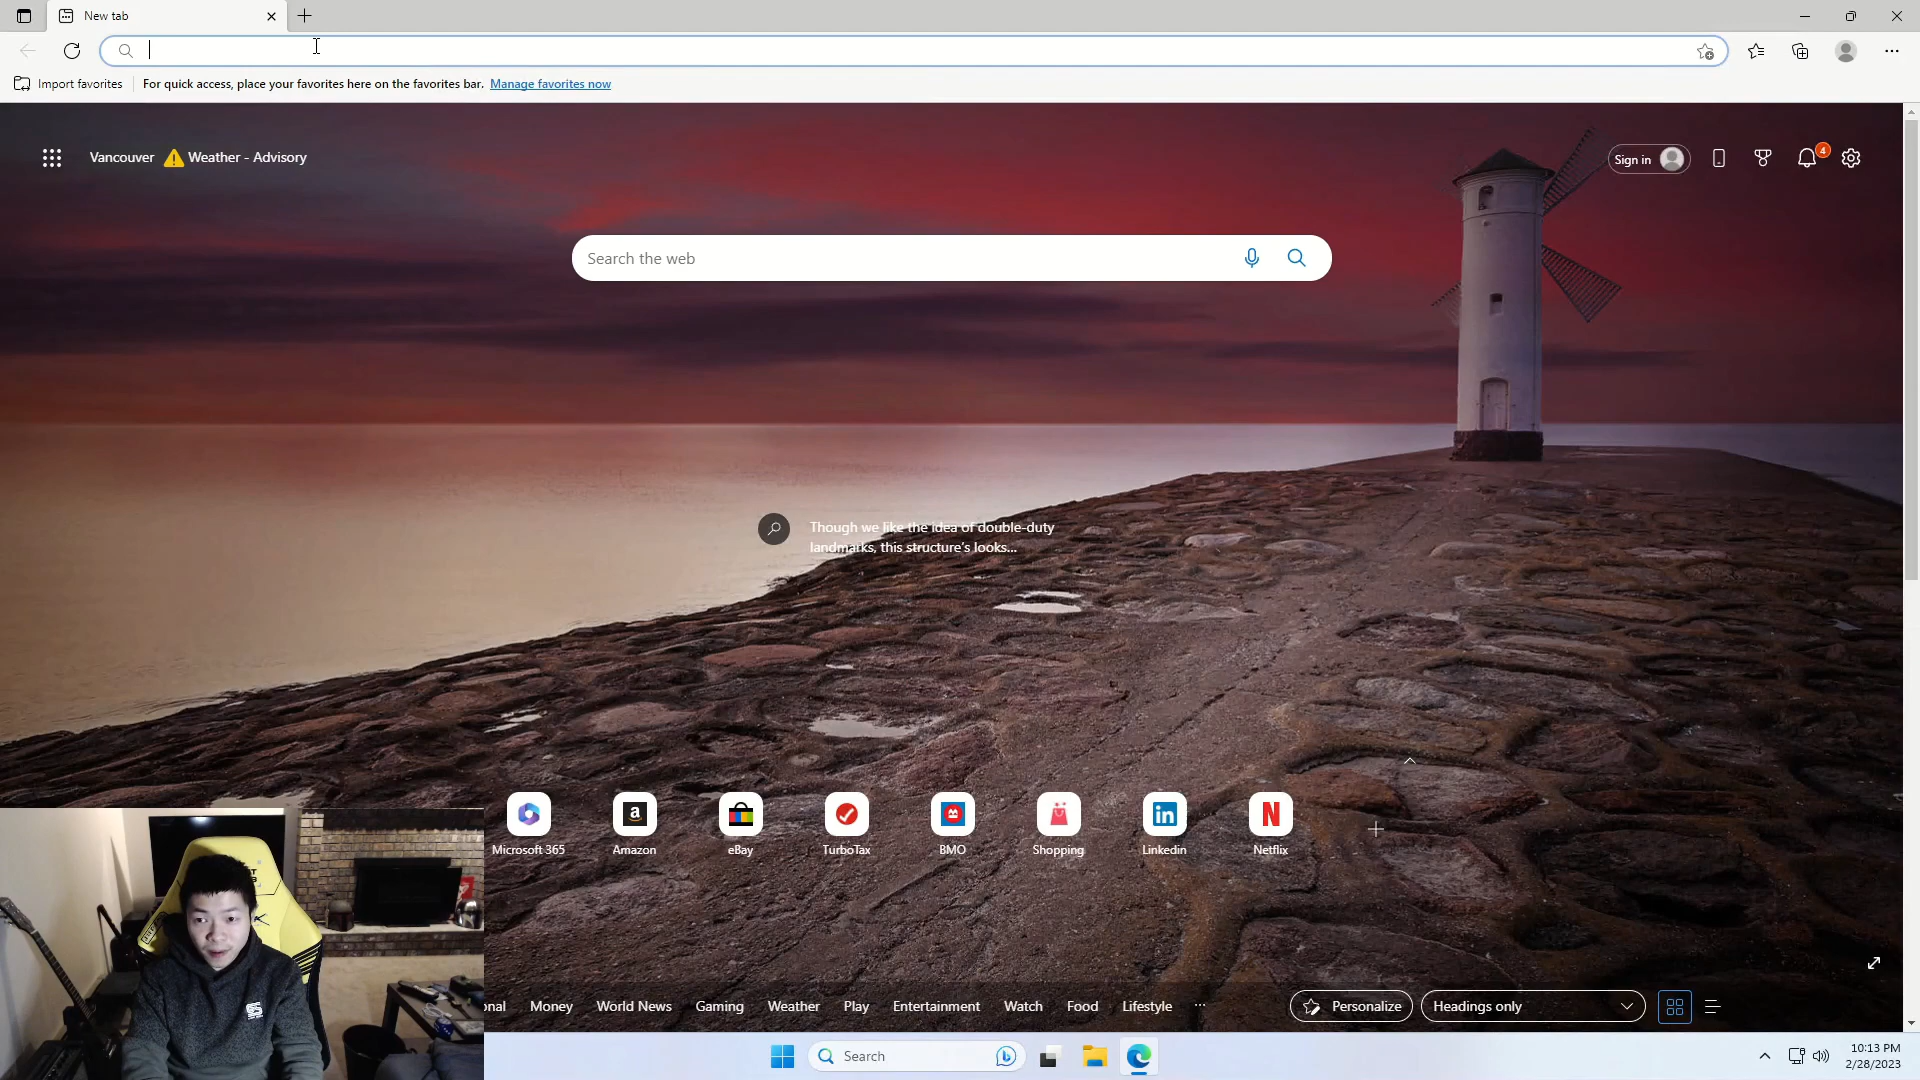 New tab
Import favorites
For quick access, place your favorites here on the favorites bar. Manage favorites now
Vancouver Weather - Advisory
Sign in
4
Search the web
Though we like the idea of double-duty
landmarks, this structure's looks...
Microsoft 365
Amazon
eBay
TurboTax
BMO
Shopping
Linkedin
Netflix
onal Money World News Gaming Weather Play Entertainment Watch Food Lifestyle ...
Personalize
Headings only
Search
10:13 PM
2/28/2023